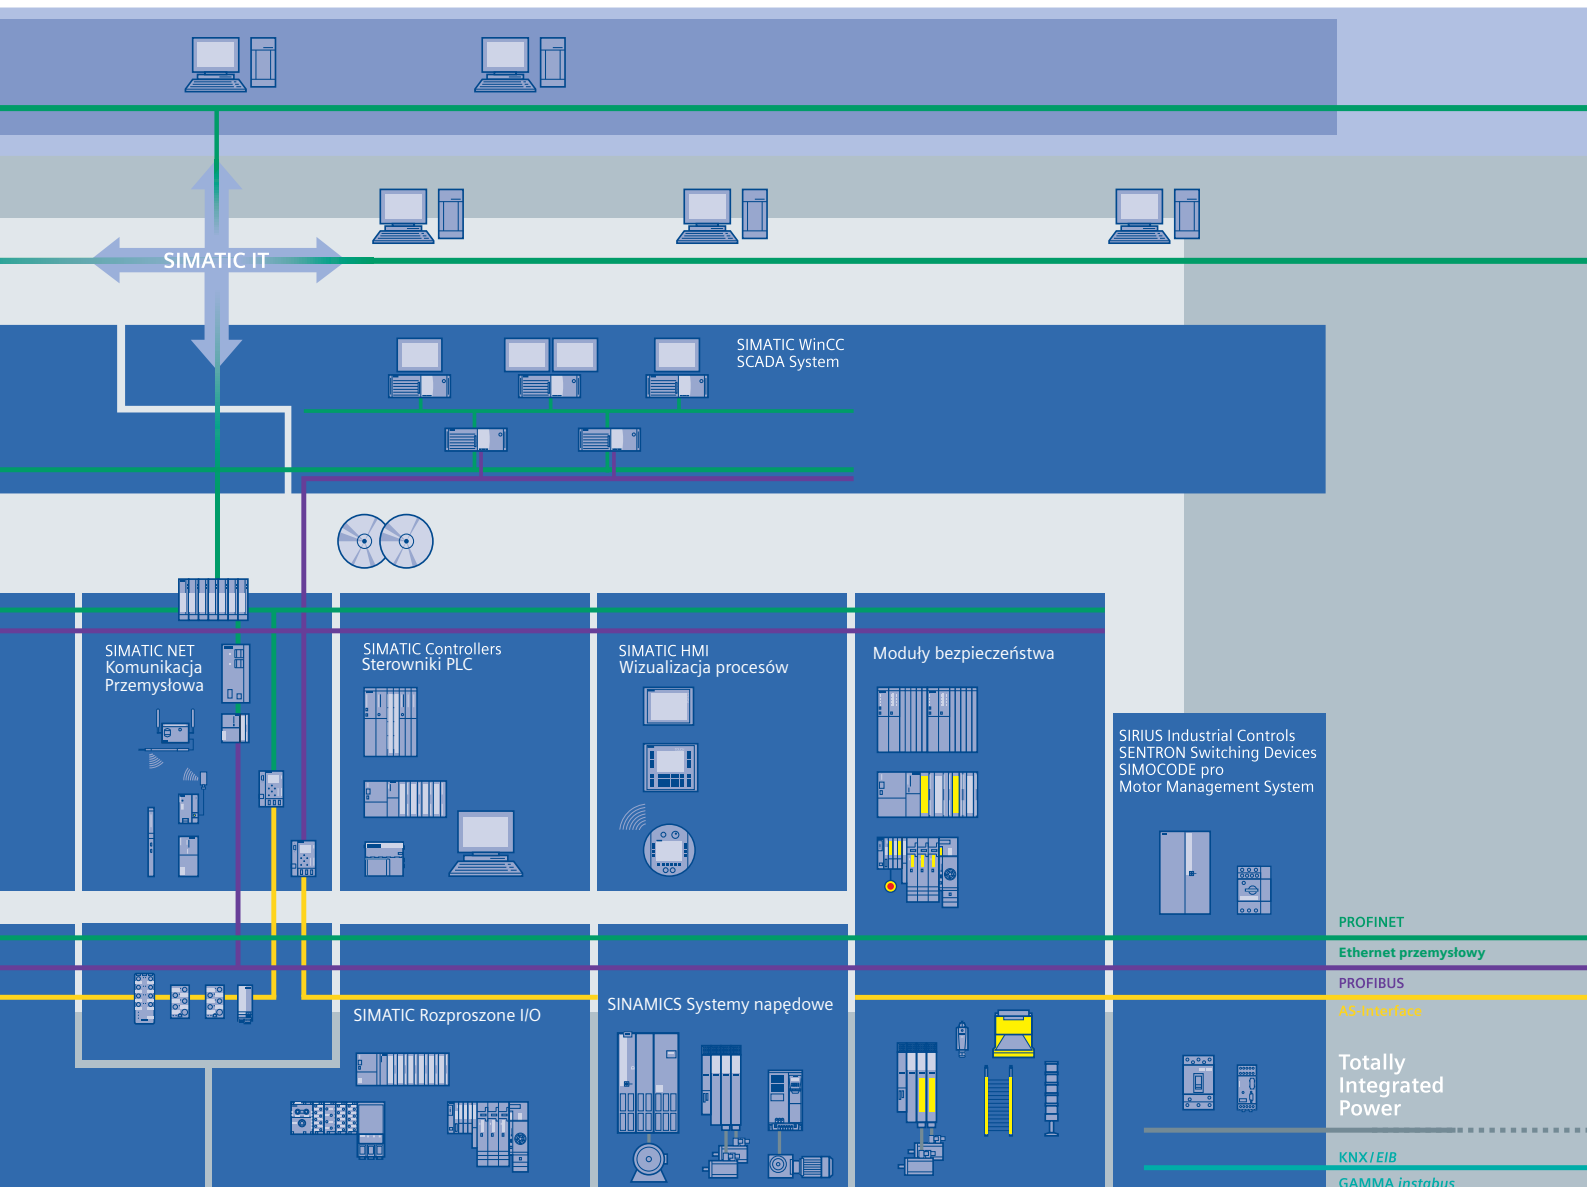 SIMATIC IT
SIMATIC WinCC
SCADA System
SIMATIC NET
Komunikacja
Przemysłowa
SIMATIC Controllers
Sterowniki PLC
SIMATIC HMI
Wizualizacja procesów
Moduły bezpieczeństwa
SIRIUS Industrial Controls
SENTRON Switching Devices
SIMOCODE pro
Motor Management System
PROFINET
Ethernet przemysłowy
PROFIBUS
AS-Interface
SIMATIC Rozproszone I/O
SINAMICS Systemy napędowe
Totally
Integrated
Power
KNX / EIB
GAMMA instabus